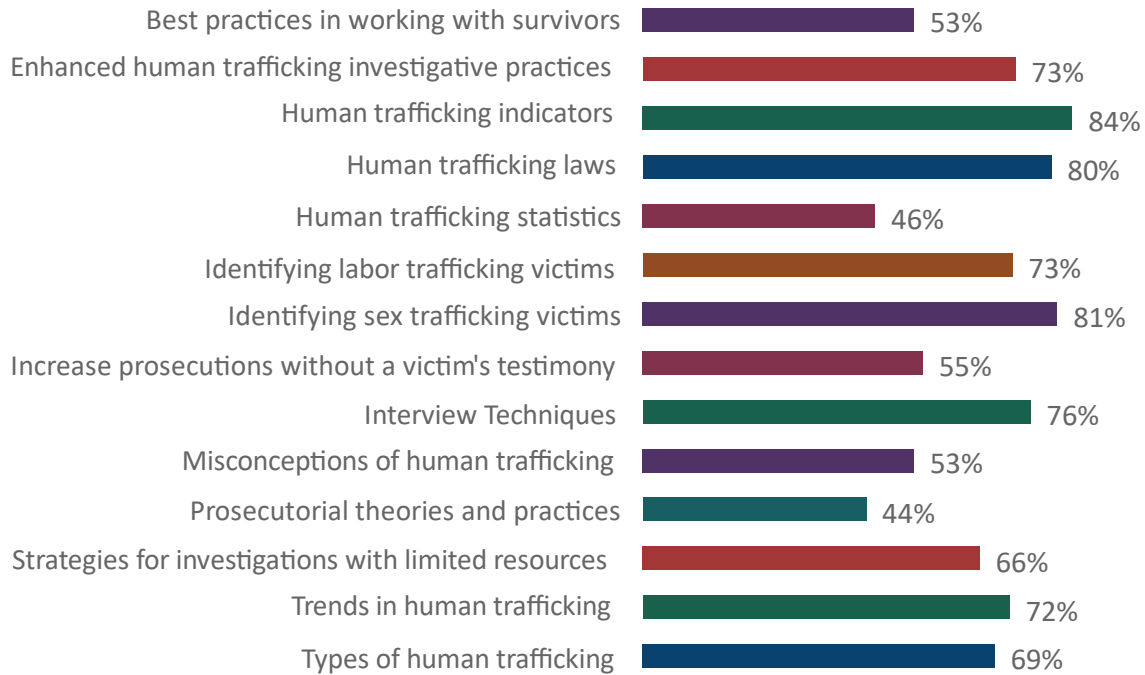 Best practices in working with survivors 53%
Enhanced human trafficking investigative practices 73%
Human trafficking indicators 84%
Human trafficking laws 80%
Human trafficking statistics 46%
Identifying labor trafficking victims 73%
Identifying sex trafficking victims 81%
Increase prosecutions without a victim's testimony 55%
Interview Techniques 76%
Misconceptions of human trafficking 53%
Prosecutorial theories and practices 44%
Strategies for investigations with limited resources 66%
Trends in human trafficking 72%
Types of human trafficking 69%